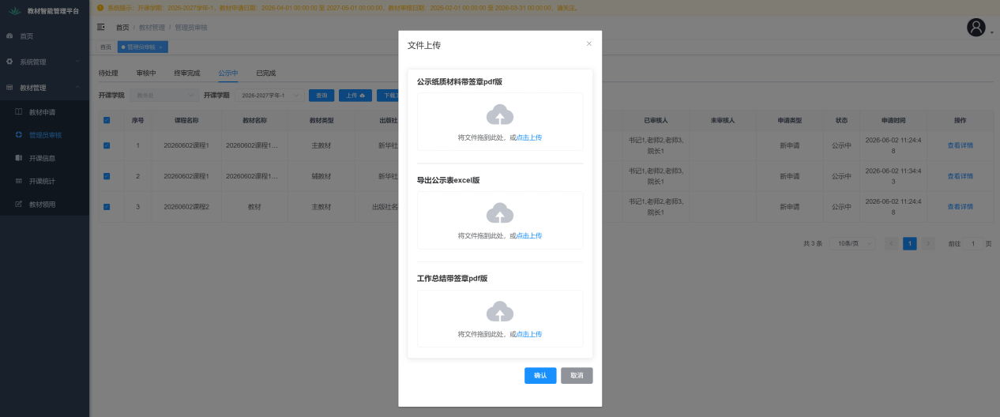 教材智能管理平台
首页
系统管理
教材管理
教材申请
管理员审核
开课信息
开课统计
教材领用
系统提示：开课学期：2026-2027学年-1，教材申请日期：2026-04-01 00:00:00 至 2027-05-01 00:00:00，教材审核日期：2026-02-01 00:00:00 至 2026-03-31 00:00:00，请关注。
首页 / 教材管理 / 管理员审核
首页 管理员审核 ×
待处理 审核中 终审完成 公示中 已完成
开课学院 教务处 开课学期 2026-2027学年-1 查询 上传 下载
序号 课程名称 教材名称 教材类型 出版社 已审核人 未审核人 申请类型 状态 申请时间 操作
1 20260602课程1 20260602课程1... 主教材 新华社 书记1,老师2,老师3,院长1 新申请 公示中 2026-06-02 11:24:48 查看详情
2 20260602课程1 20260602课程1... 辅教材 新华社 书记1,老师2,老师3,院长1 新申请 公示中 2026-06-02 11:34:43 查看详情
3 20260602课程2 教材 主教材 出版社名 书记1,老师2,老师3,院长1 新申请 公示中 2026-06-02 11:24:48 查看详情
共 3 条 10条/页 1 前往 1 页
文件上传 ×
公示纸质材料带签章pdf版
将文件拖到此处，或点击上传
导出公示表excel版
将文件拖到此处，或点击上传
工作总结带签章pdf版
将文件拖到此处，或点击上传
确认 取消